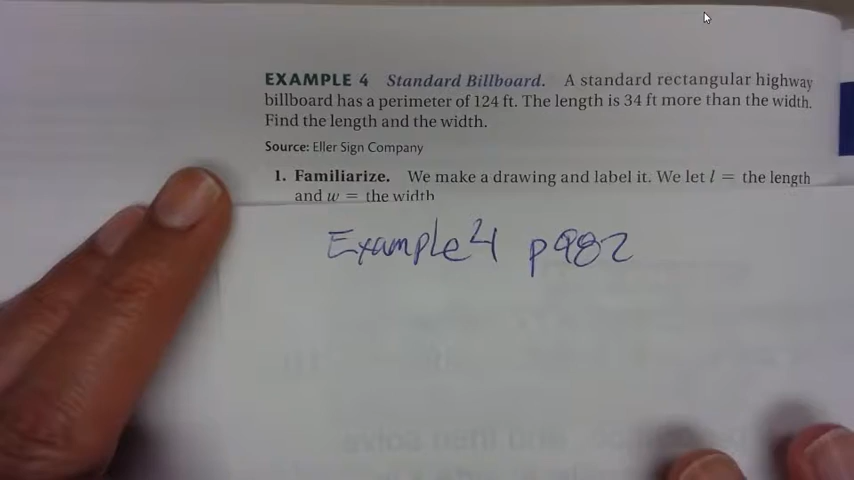 EXAMPLE 4 Standard Billboard. A standard rectangular highway
billboard has a perimeter of 124 ft. The length is 34 ft more than the width.
Find the length and the width.
Source: Eller Sign Company
1. Familiarize. We make a drawing and label it. We let l = the length
and w = the width
Example 4 p982